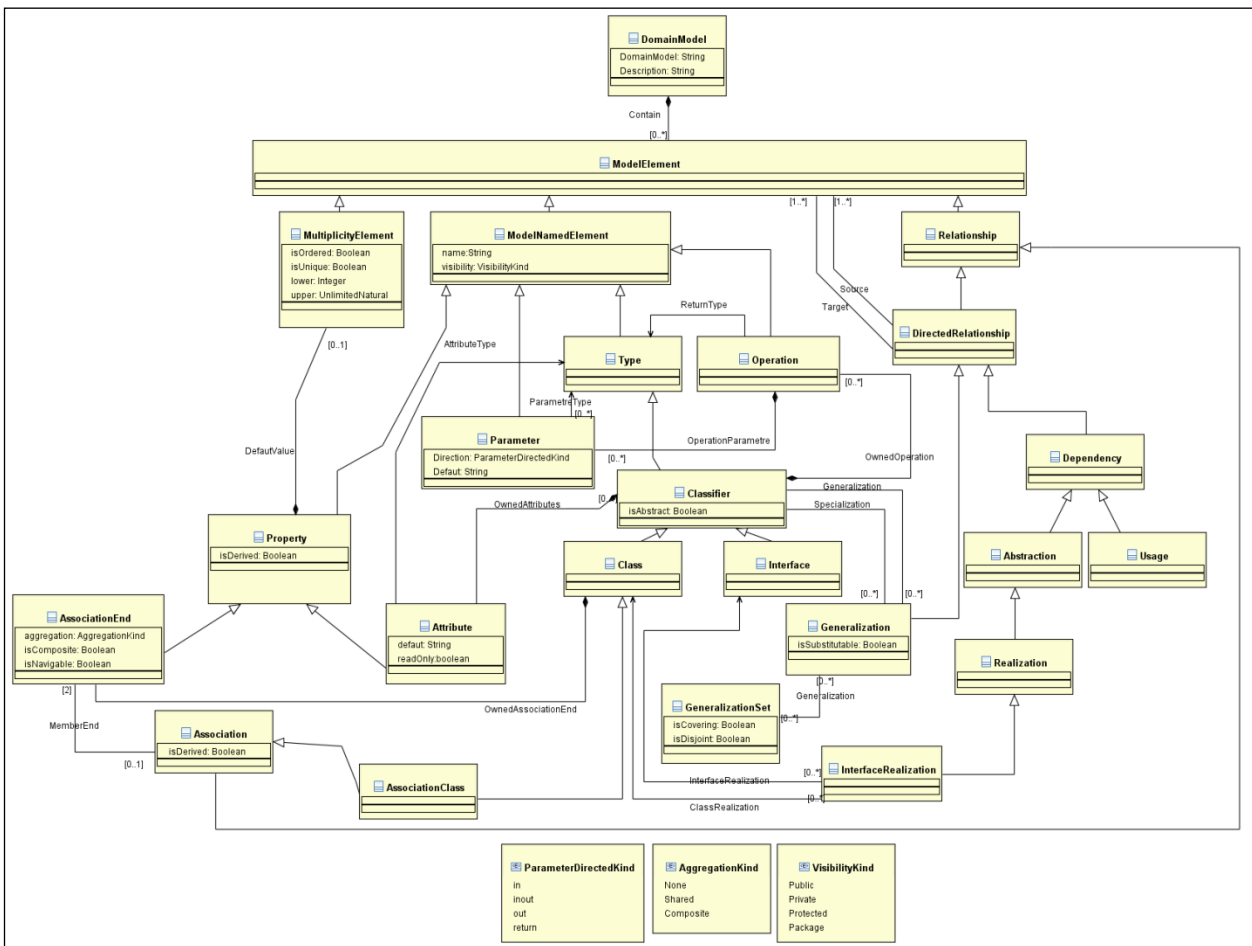 DomainModel
DomainModel: String
Description: String
Contain
[0..*]
ModelElement
[1..*]
[1..*]
MultiplicityElement
isOrdered: Boolean
isUnique: Boolean
lower: Integer
upper: UnlimitedNatural
ModelNamedElement
name:String
visibility: VisibilityKind
Relationship
Source
Target
ReturnType
DirectedRelationship
[0..1]
AttributeType
Type
Operation
[0..*]
ParametreType
[0..*]
Parameter
Direction: ParameterDirectedKind
Defaut: String
OperationParametre
OwnedOperation
DefautValue
[0..*]
Dependency
Classifier
isAbstract: Boolean
Generalization
Specialization
OwnedAttributes
[0..
Property
isDerived: Boolean
Class
Interface
Abstraction
Usage
[0..*]
[0..*]
AssociationEnd
aggregation: AggregationKind
isComposite: Boolean
isNavigable: Boolean
Attribute
defaut: String
readOnly:boolean
Generalization
isSubstitutable: Boolean
Realization
[2]
OwnedAssociationEnd
[0..*]
Generalization
GeneralizationSet
isCovering: Boolean
isDisjoint: Boolean
[0..*]
MemberEnd
Association
isDerived: Boolean
[0..1]
AssociationClass
InterfaceRealization
[0..*]
InterfaceRealization
ClassRealization
[0..*]
ParameterDirectedKind
in
inout
out
return
AggregationKind
None
Shared
Composite
VisibilityKind
Public
Private
Protected
Package